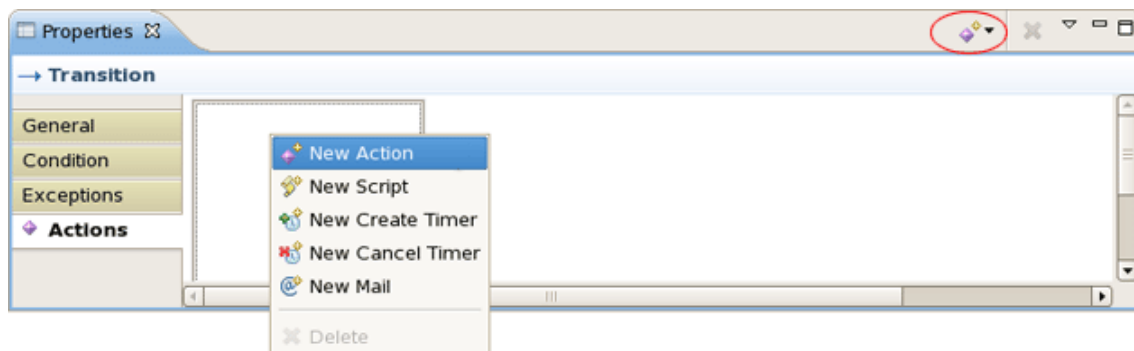 Properties
Transition
General
Condition
Exceptions
Actions
New Action
New Script
New Create Timer
New Cancel Timer
New Mail
Delete